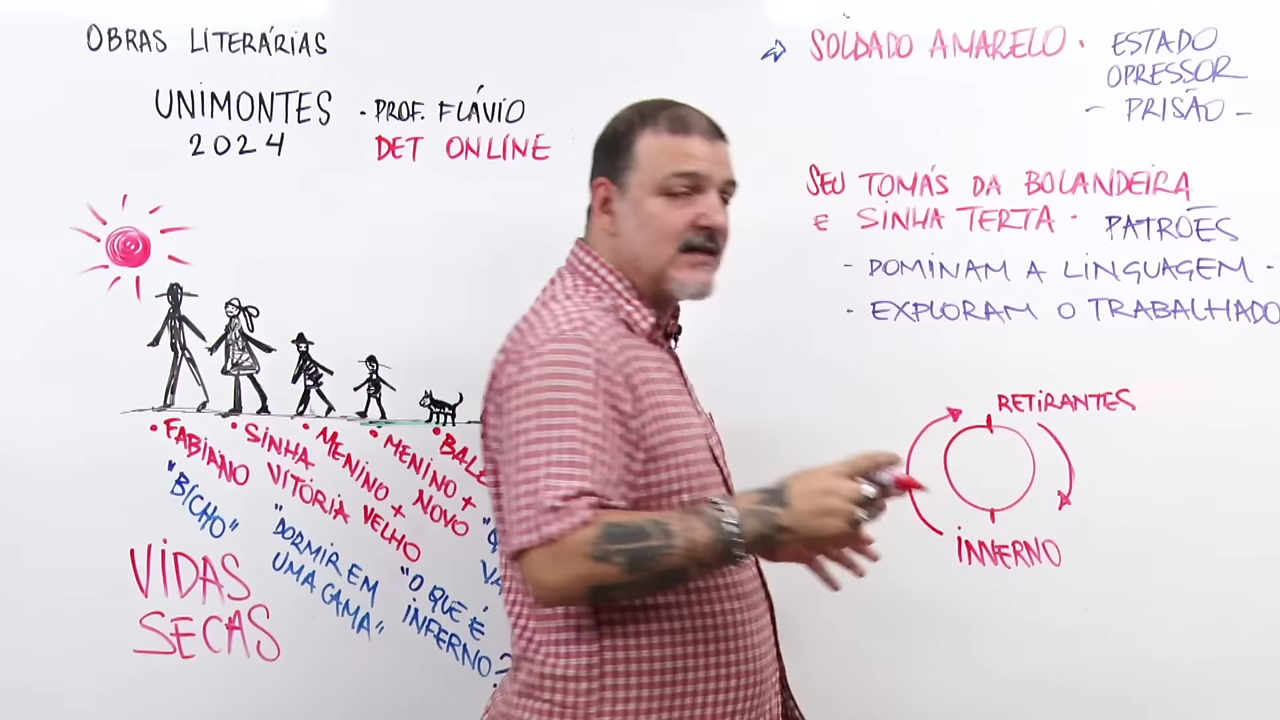 OBRAS LITERÁRIAS
UNIMONTES
2024
• PROF. FLÁVIO
DET ONLINE
• FABIANO
"BICHO"
• SINHA
VITÓRIA
"DORMIR EM
UMA CAMA"
• MENINO +
VELHO
"O QUE É
INFERNO?
• MENINO +
NOVO
VIDAS
SECAS
⇒ SOLDADO AMARELO • ESTADO
OPRESSOR
- PRISÃO -
SEU TOMÁS DA BOLANDEIRA
E SINHA TERTA • PATRÕES
- DOMINAM A LINGUAGEM -
- EXPLORAM O TRABALHADO
RETIRANTES
INVERNO